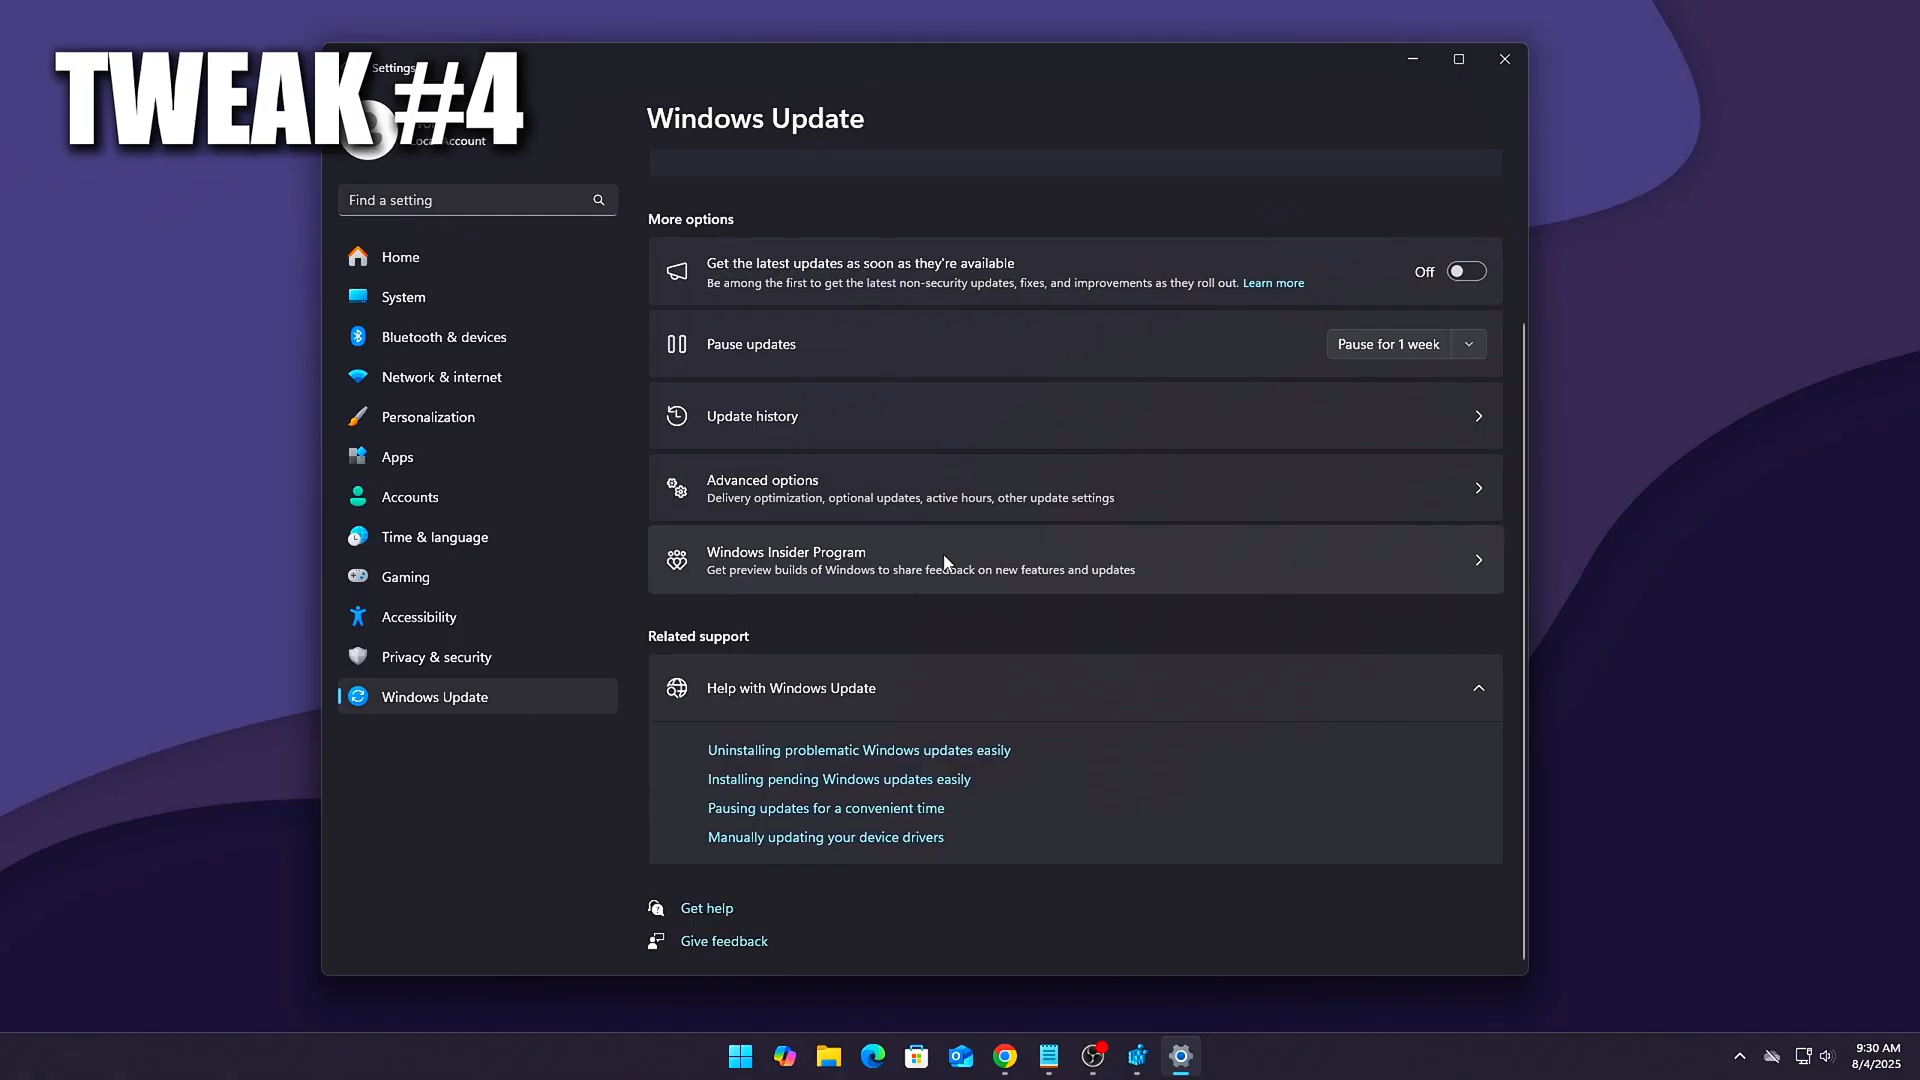 TWEAK #4
Settings
Local Account
Find a setting
Home
System
Bluetooth & devices
Network & internet
Personalization
Apps
Accounts
Time & language
Gaming
Accessibility
Privacy & security
Windows Update
Windows Update
More options
Get the latest updates as soon as they're available
Be among the first to get the latest non-security updates, fixes, and improvements as they roll out. Learn more
Off
Pause updates
Pause for 1 week
Update history
Advanced options
Delivery optimization, optional updates, active hours, other update settings
Windows Insider Program
Get preview builds of Windows to share feedback on new features and updates
Related support
Help with Windows Update
Uninstalling problematic Windows updates easily
Installing pending Windows updates easily
Pausing updates for a convenient time
Manually updating your device drivers
Get help
Give feedback
9:30 AM
8/4/2025